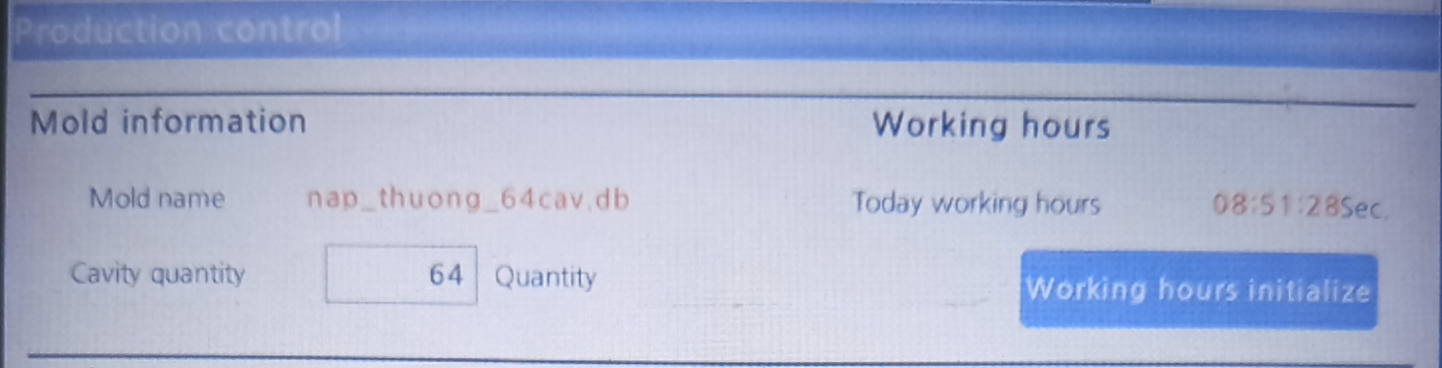 Production control
Mold information
Working hours
Mold name nap_thuong_64cav.db
Today working hours 08:51:28Sec.
Cavity quantity 64 Quantity
Working hours initialize